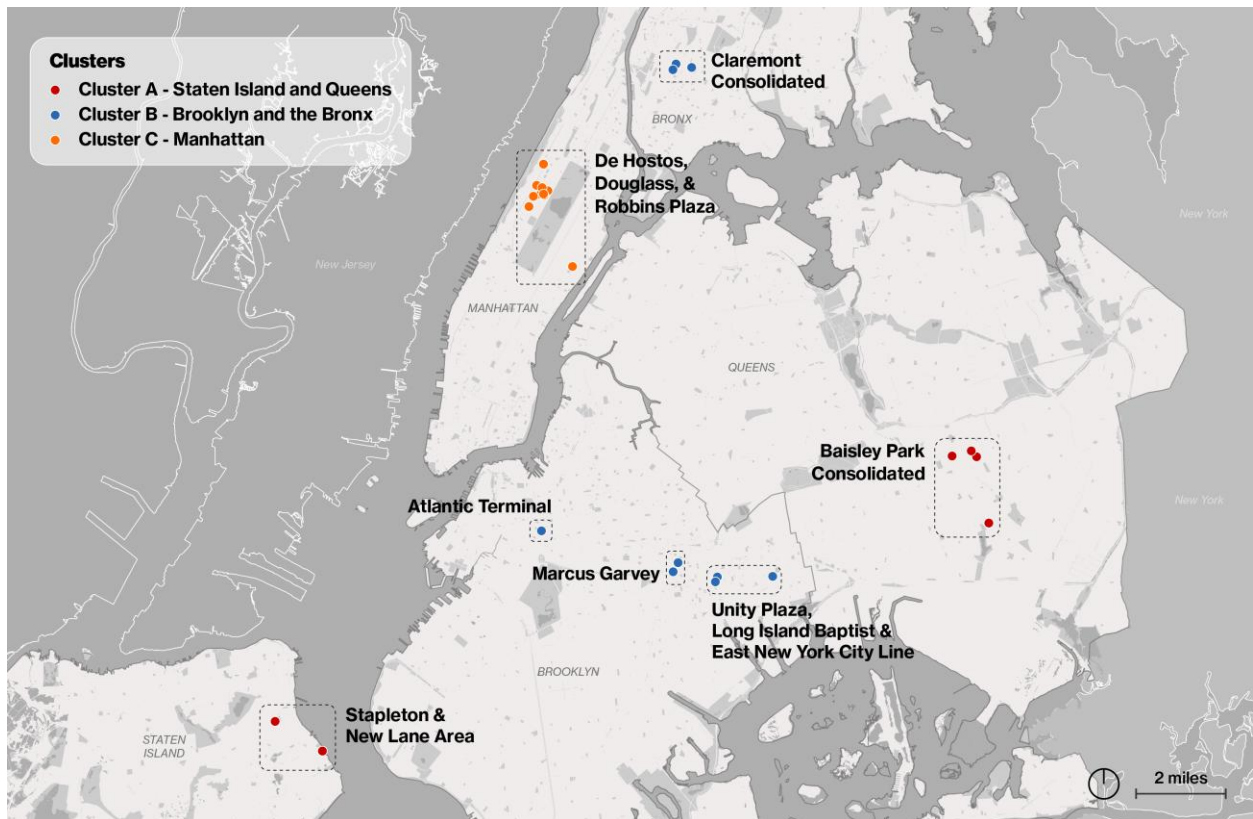 Clusters
Cluster A - Staten Island and Queens
Cluster B - Brooklyn and the Bronx
Cluster C - Manhattan
Claremont
Consolidated
BRONX
De Hostos,
Douglass, &
Robbins Plaza
New York
New Jersey
MANHATTAN
QUEENS
Baisley Park
Consolidated
New York
Atlantic Terminal
Marcus Garvey
Unity Plaza,
Long Island Baptist &
East New York City Line
BROOKLYN
Stapleton &
New Lane Area
STATEN
ISLAND
2 miles